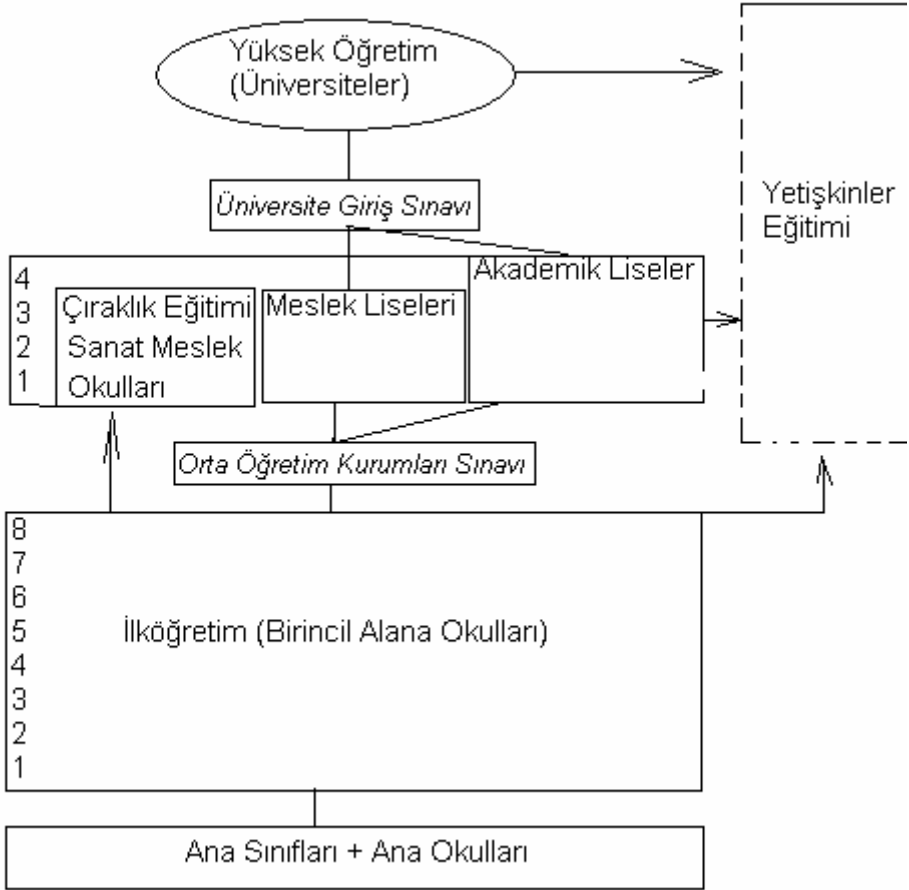 Yüksek Öğretim
(Üniversiteler)
Yetişkinler
Eğitimi
Üniversite Giriş Sınavı
Akademik Liseler
4
3
2
1
Çıraklık Eğitimi
Sanat Meslek
Okulları
Meslek Liseleri
Orta Öğretim Kurumları Sınavı
8
7
6
5
4
3
2
1
İlköğretim (Birincil Alana Okulları)
Ana Sınıfları + Ana Okulları